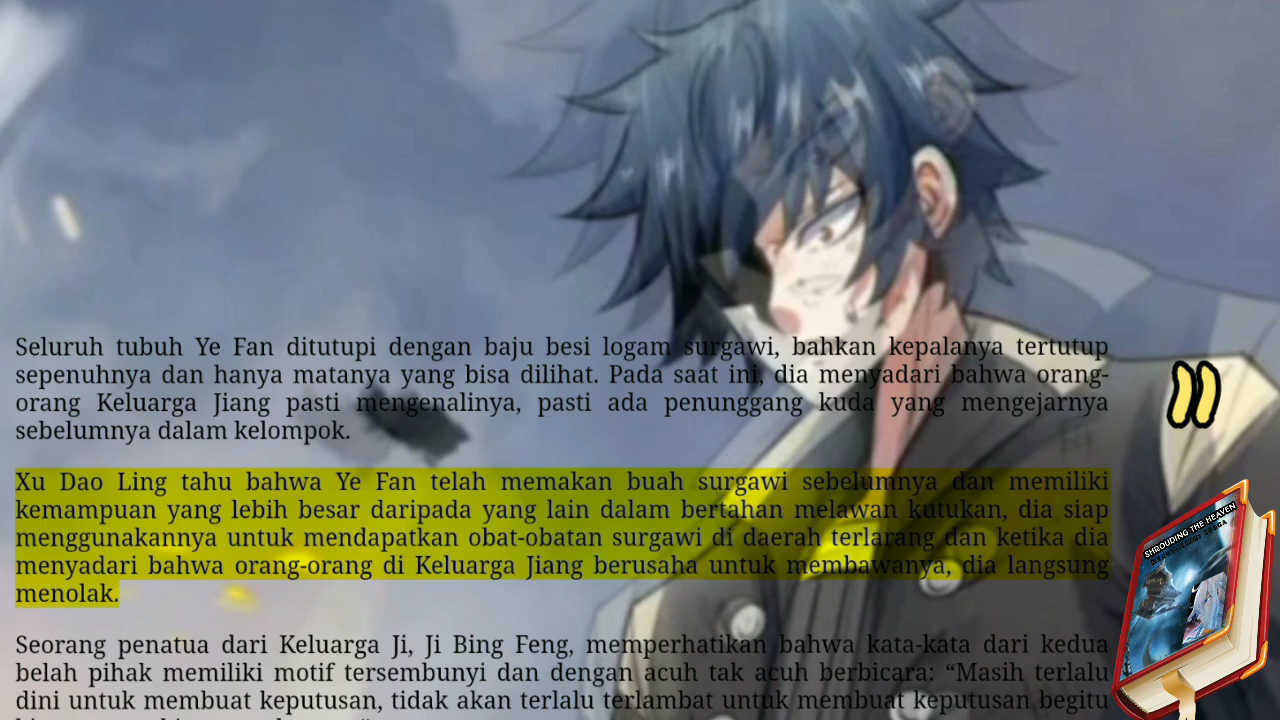 Seluruh tubuh Ye Fan ditutupi dengan baju besi logam surgawi, bahkan kepalanya tertutup
sepenuhnya dan hanya matanya yang bisa dilihat. Pada saat ini, dia menyadari bahwa orang-
orang Keluarga Jiang pasti mengenalinya, pasti ada penunggang kuda yang mengejarnya
sebelumnya dalam kelompok.
Xu Dao Ling tahu bahwa Ye Fan telah memakan buah surgawi sebelumnya dan memiliki
kemampuan yang lebih besar daripada yang lain dalam bertahan melawan kutukan, dia siap
menggunakannya untuk mendapatkan obat-obatan surgawi di daerah terlarang dan ketika dia
menyadari bahwa orang-orang di Keluarga Jiang berusaha untuk membawanya, dia langsung
menolak.
Seorang penatua dari Keluarga Ji, Ji Bing Feng, memperhatikan bahwa kata-kata dari kedua
belah pihak memiliki motif tersembunyi dan dengan acuh tak acuh berbicara: “Masih terlalu
dini untuk membuat keputusan, tidak akan terlalu terlambat untuk membuat keputusan begitu
SHROUDING THE HEAVEN